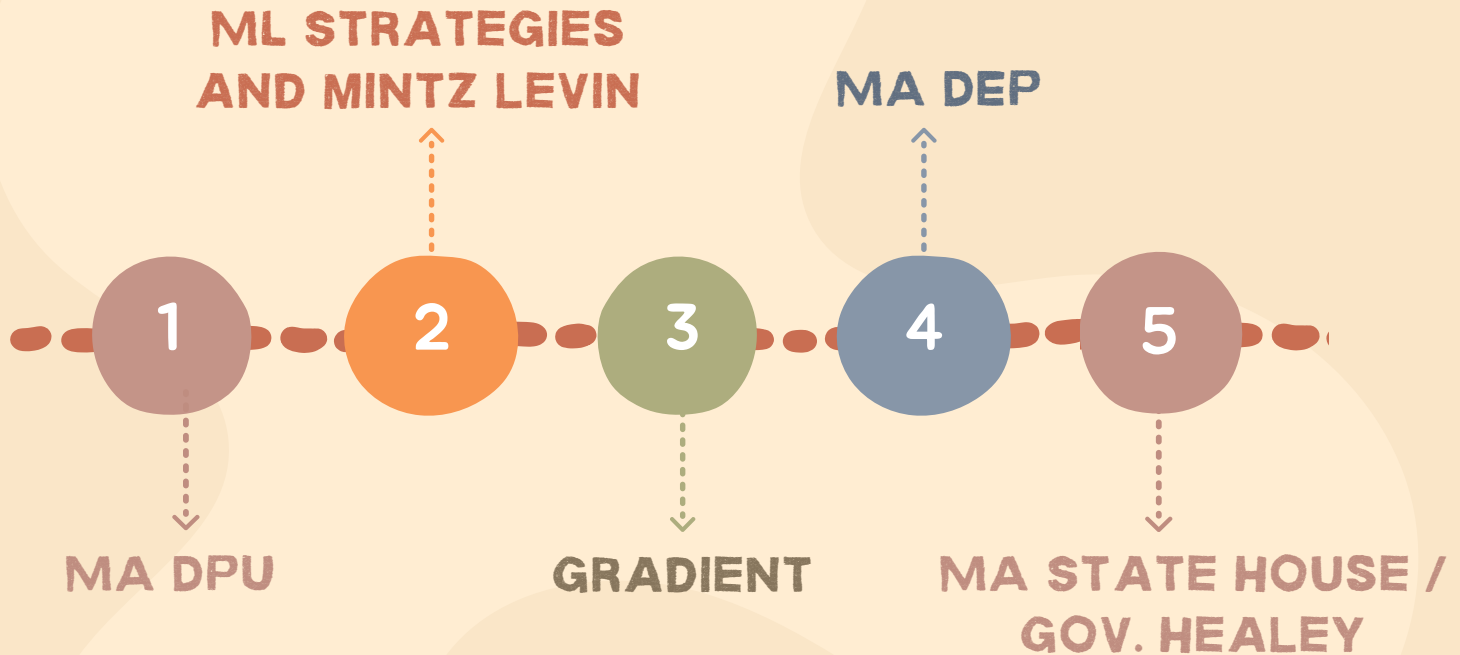 ML STRATEGIES
AND MINTZ LEVIN
MA DEP
1
2
3
4
5
MA DPU
GRADIENT
MA STATE HOUSE /
GOV. HEALEY